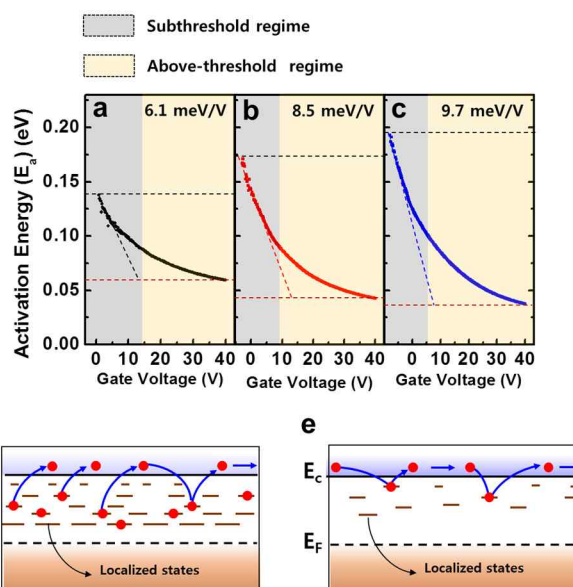 Subthreshold regime
Above-threshold regime
a 6.1 meV/V
b 8.5 meV/V
c 9.7 meV/V
Activation Energy (Eₐ) (eV)
0.20
0.15
0.10
0.05
0.00
0 10 20 30 40
0 10 20 30 40
0 10 20 30 40
Gate Voltage (V)
Gate Voltage (V)
Gate Voltage (V)
e
Localized states
E_C
E_F
Localized states